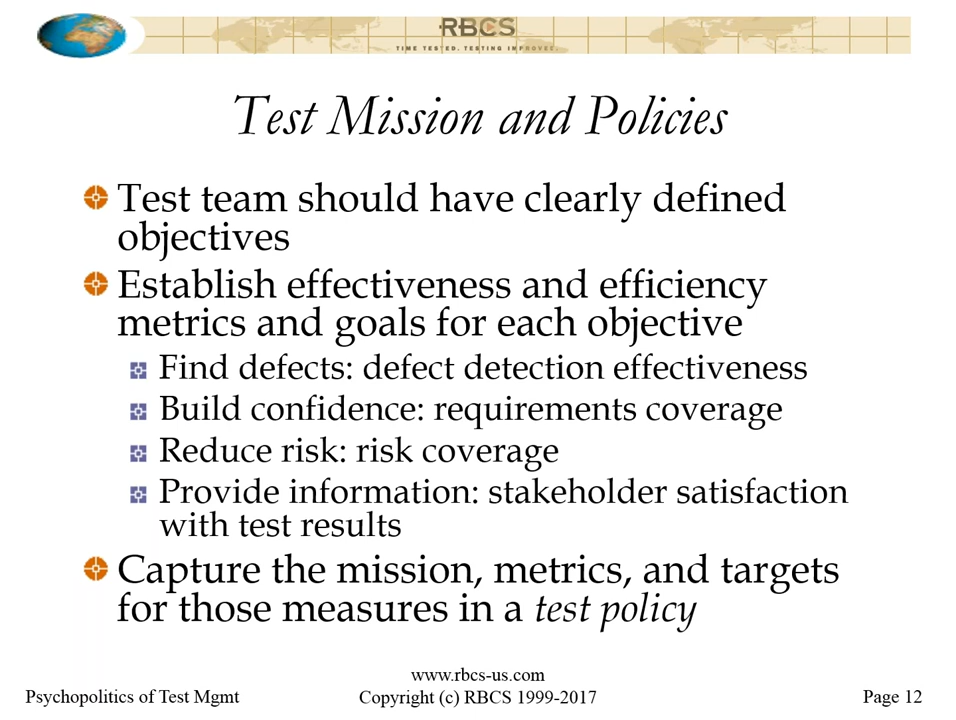 RBCS
TIME TESTED. TESTING IMPROVED.
Test Mission and Policies
Test team should have clearly defined
objectives
Establish effectiveness and efficiency
metrics and goals for each objective
Find defects: defect detection effectiveness
Build confidence: requirements coverage
Reduce risk: risk coverage
Provide information: stakeholder satisfaction
with test results
Capture the mission, metrics, and targets
for those measures in a test policy
www.rbcs-us.com
Psychopolitics of Test Mgmt
Copyright (c) RBCS 1999-2017
Page 12